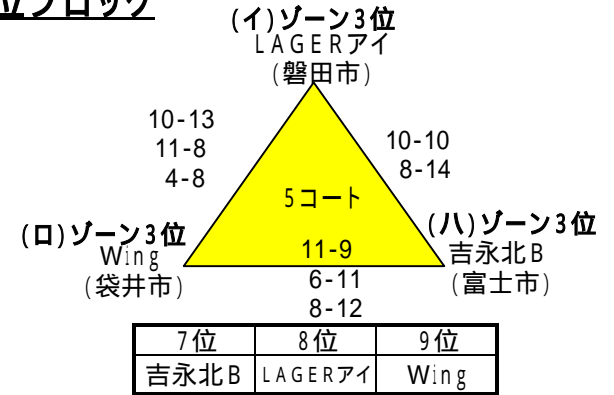 位ブロック
(イ)ゾーン3位
LAGERアイ
(磐田市)
10-13
11-8
4-8
10-10
8-14
5コート
(ロ)ゾーン3位
Wing
(袋井市)
11-9
6-11
8-12
(ハ)ゾーン3位
吉永北B
(富士市)
7位 8位 9位
吉永北B LAGERアイ Wing